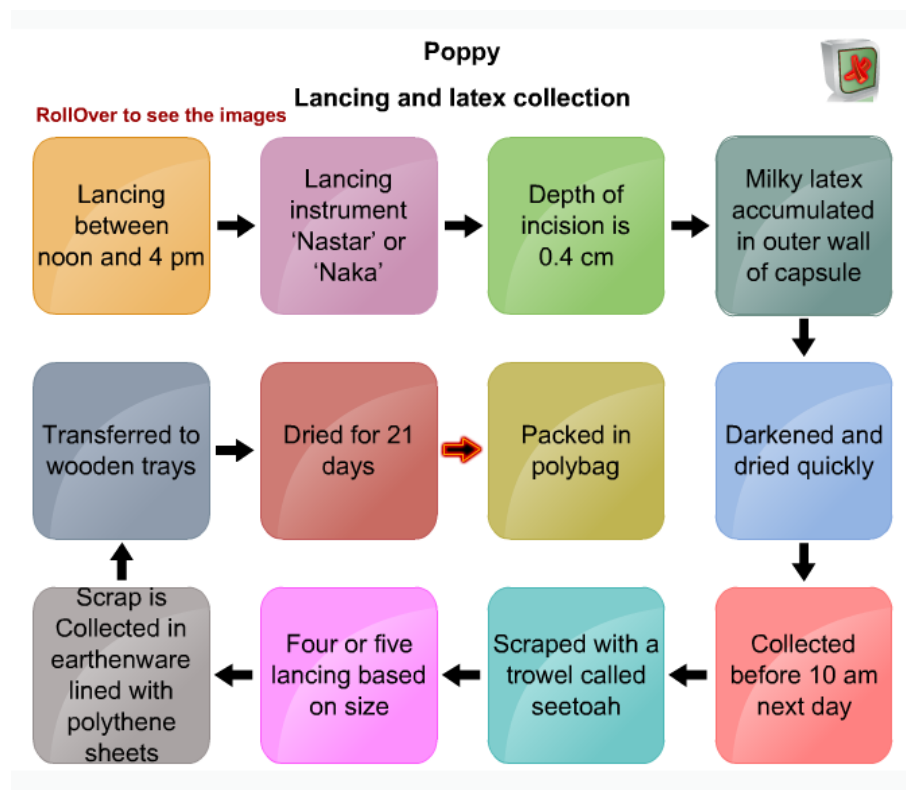 Poppy
Lancing and latex collection
RollOver to see the images
Lancing
between
noon and 4 pm
Lancing
instrument
‘Nastar’ or
‘Naka’
Depth of
incision is
0.4 cm
Milky latex
accumulated
in outer wall
of capsule
Darkened and
dried quickly
Collected
before 10 am
next day
Scraped with a
trowel called
seetoah
Four or five
lancing based
on size
Scrap is
Collected in
earthenware
lined with
polythene
sheets
Transferred to
wooden trays
Dried for 21
days
Packed in
polybag